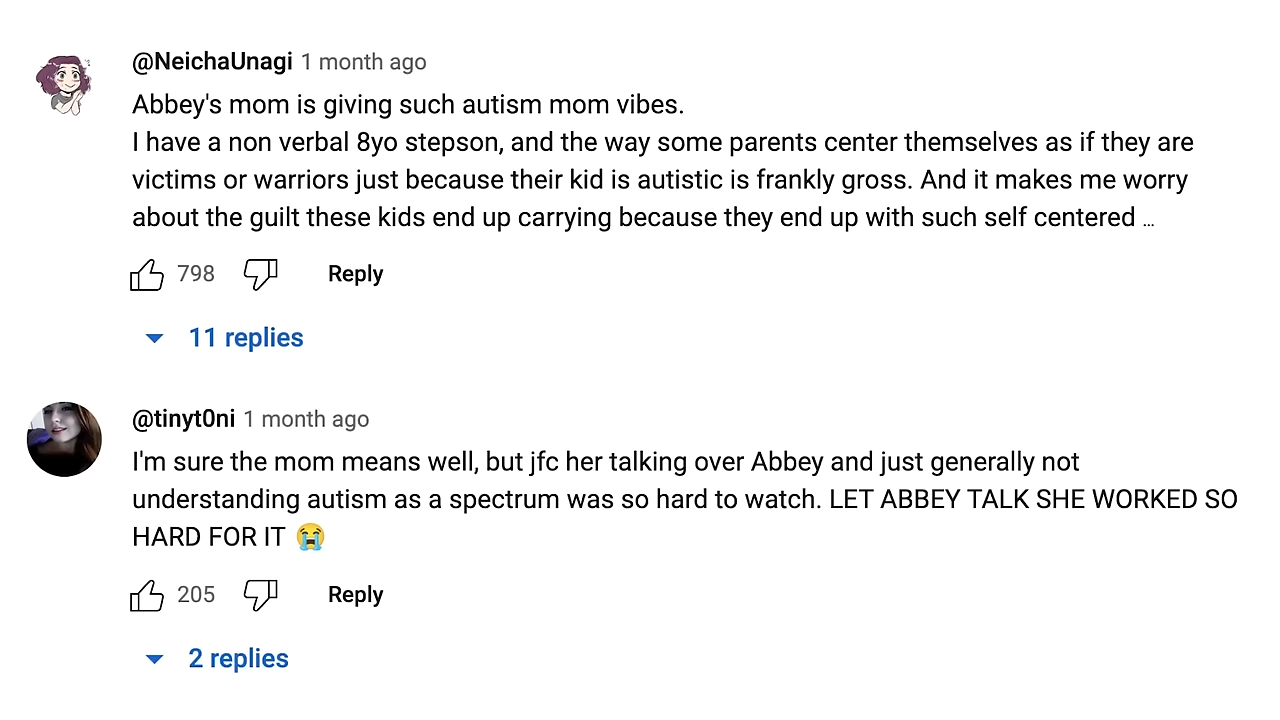 @NeichaUnagi 1 month ago
Abbey's mom is giving such autism mom vibes.
I have a non verbal 8yo stepson, and the way some parents center themselves as if they are
victims or warriors just because their kid is autistic is frankly gross. And it makes me worry
about the guilt these kids end up carrying because they end up with such self centered ...
798 Reply
11 replies
@tinyt0ni 1 month ago
I'm sure the mom means well, but jfc her talking over Abbey and just generally not
understanding autism as a spectrum was so hard to watch. LET ABBEY TALK SHE WORKED SO
HARD FOR IT 😭
205 Reply
2 replies